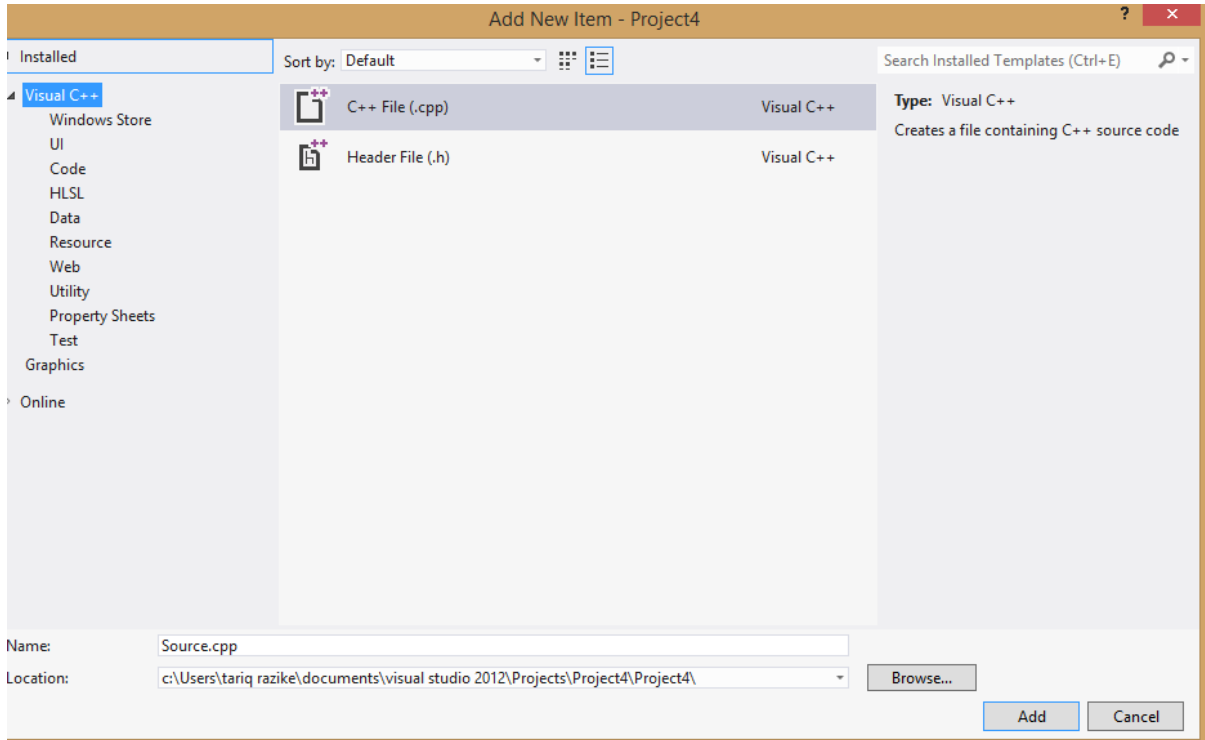 Add New Item - Project4
?
Installed
Sort by: Default
Search Installed Templates (Ctrl+E)
Visual C++
Windows Store
UI
Code
HLSL
Data
Resource
Web
Utility
Property Sheets
Test
Graphics
Online
C++ File (.cpp) Visual C++
Header File (.h) Visual C++
Type: Visual C++
Creates a file containing C++ source code
Name: Source.cpp
Location: c:\Users\tariq razike\documents\visual studio 2012\Projects\Project4\Project4\
Browse...
Add Cancel